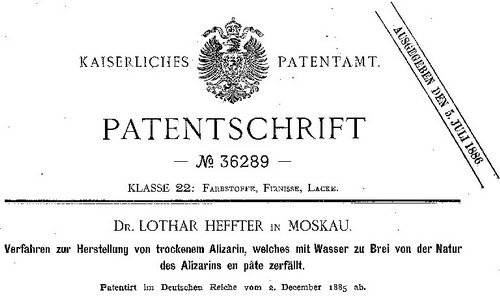 KAISERLICHES PATENTAMT.
AUSGEGEBEN DEN 5. JULI 1886
PATENTSCHRIFT
— № 36289 —
KLASSE 22: FARBSTOFFE, FIRNISSE, LACKE.
DR. LOTHAR HEFFTER IN MOSKAU.
Verfahren zur Herstellung von trockenem Alizarin, welches mit Wasser zu Brei von der Natur
des Alizarins en pâte zerfällt.
Patentirt im Deutschen Reiche vom 2. December 1885 ab.